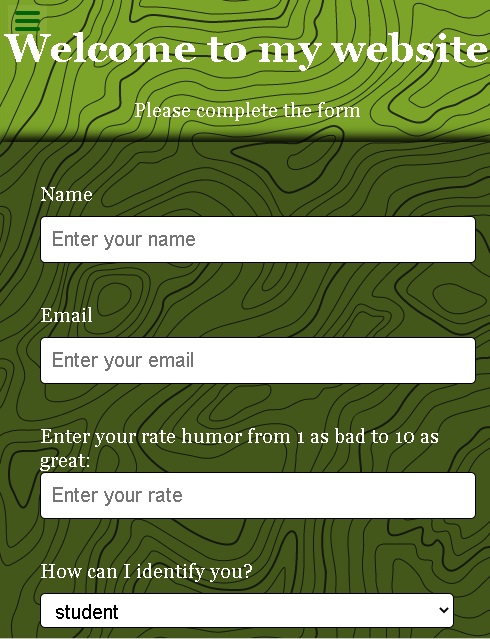 Welcome to my website
Please complete the form
Name
Enter your name
Email
Enter your email
Enter your rate humor from 1 as bad to 10 as
great:
Enter your rate
How can I identify you?
student